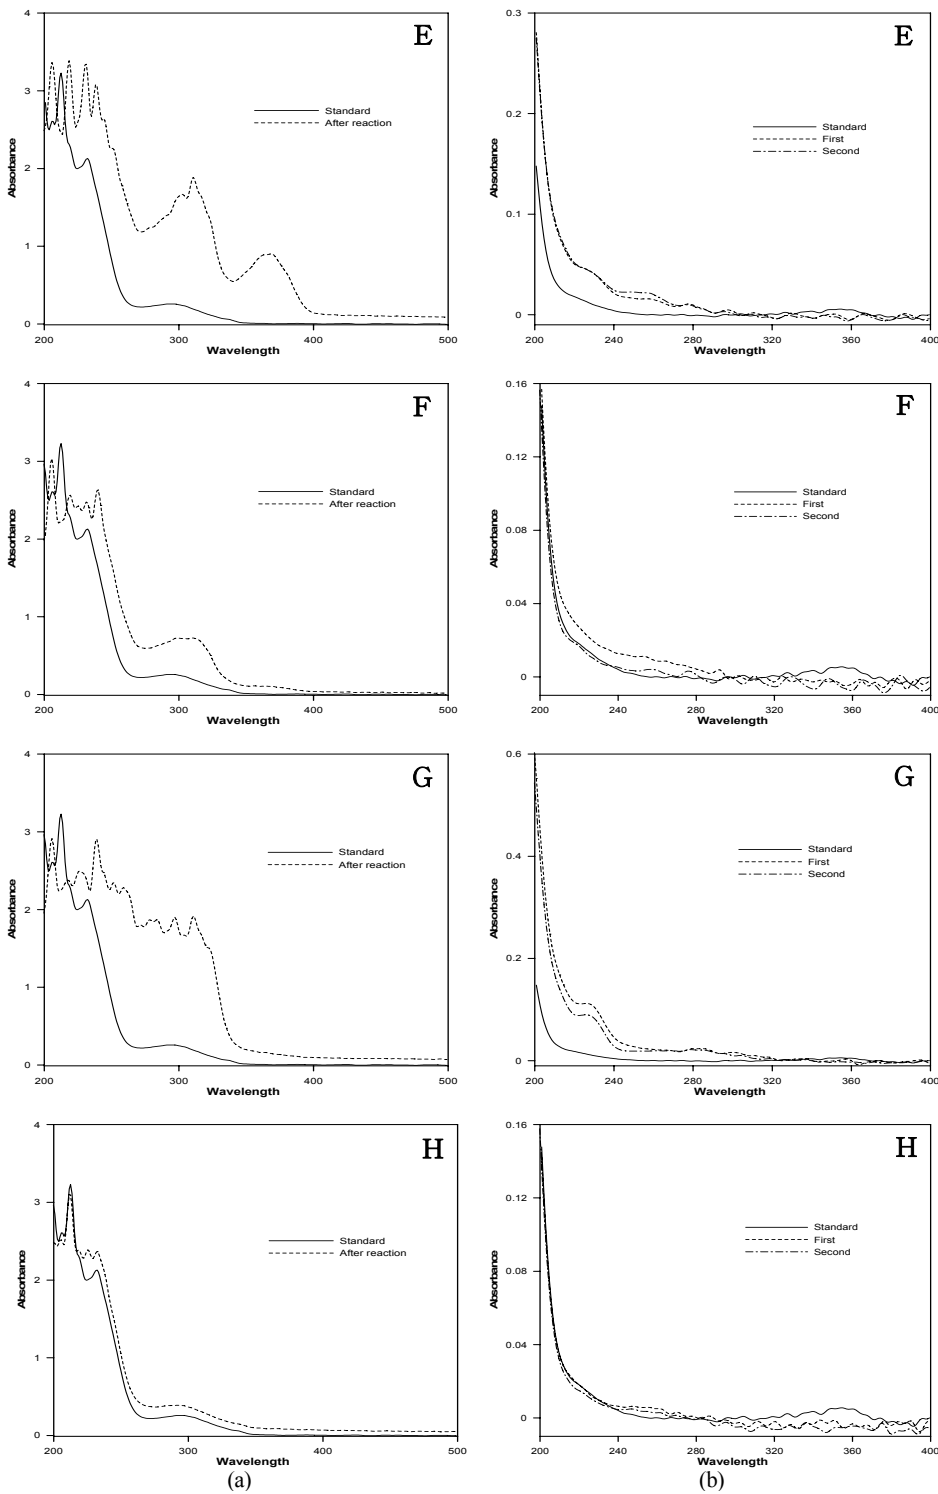 E
4
3
2
1
0
Absorbance
Standard
After reaction
200 300 400 500
Wavelength
E
0.3
0.2
0.1
0
Absorbance
Standard
First
Second
200 240 280 320 360 400
Wavelength
F
4
3
2
1
0
Absorbance
Standard
After reaction
200 300 400 500
Wavelength
F
0.16
0.12
0.08
0.04
0
Absorbance
Standard
First
Second
200 240 280 320 360 400
Wavelength
G
4
3
2
1
0
Absorbance
Standard
After reaction
200 300 400 500
Wavelength
G
0.6
0.4
0.2
0
Absorbance
Standard
First
Second
200 240 280 320 360 400
Wavelength
H
4
3
2
1
0
Absorbance
Standard
After reaction
200 300 400 500
Wavelength
H
0.16
0.12
0.08
0.04
0
Absorbance
Standard
First
Second
200 240 280 320 360 400
Wavelength
(a)
(b)